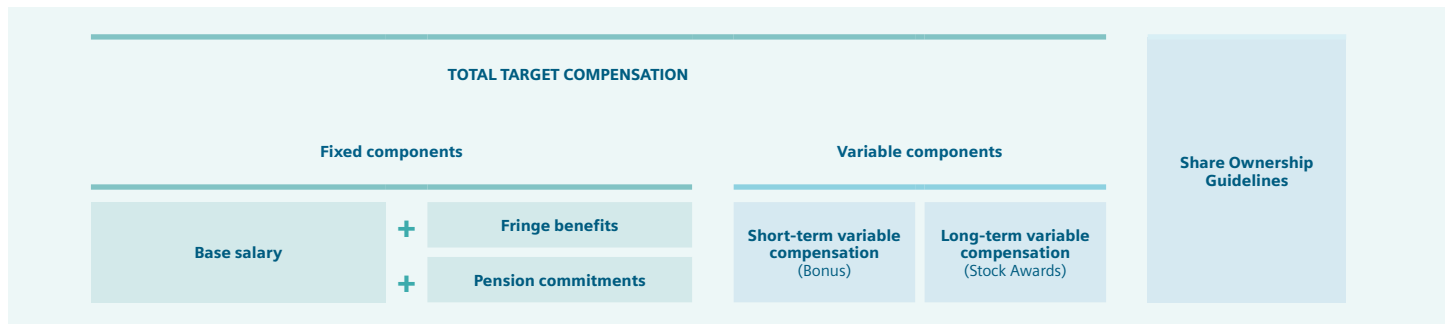 TOTAL TARGET COMPENSATION
Fixed components
Variable components
Share Ownership
Guidelines
Base salary
+
Fringe benefits
+
Pension commitments
Short-term variable
compensation
(Bonus)
Long-term variable
compensation
(Stock Awards)